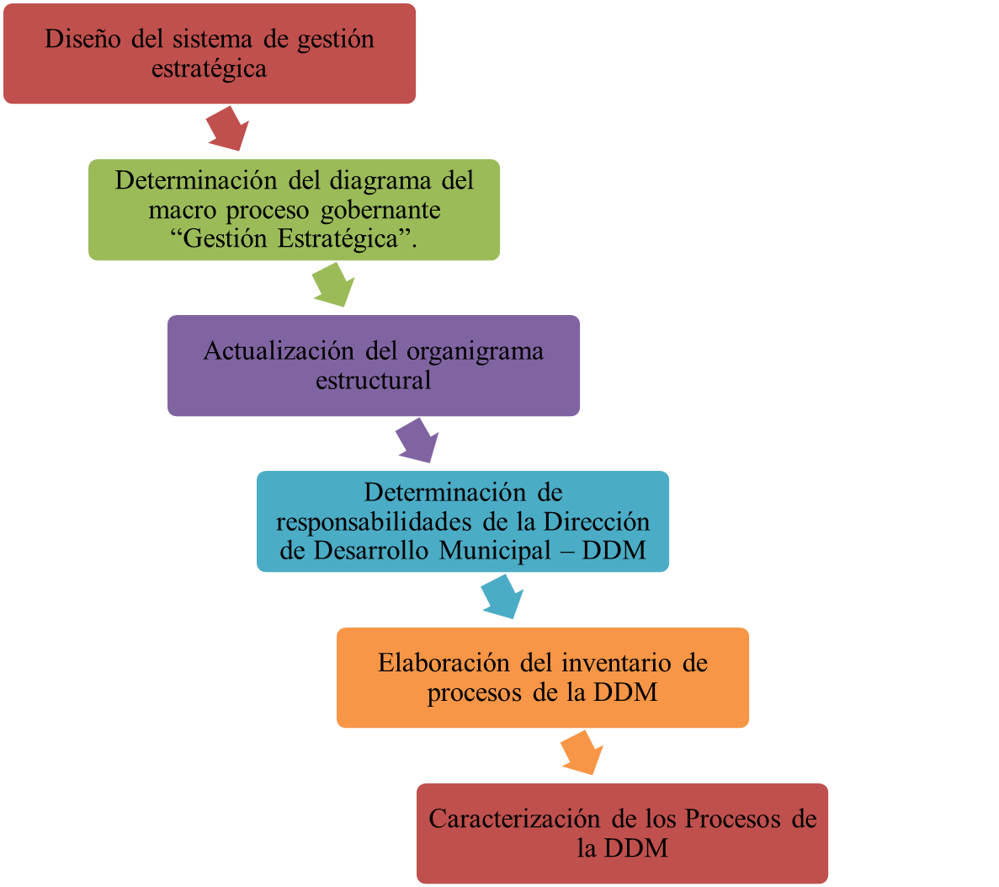 Diseño del sistema de gestión
estratégica
Determinación del diagrama del
macro proceso gobernante
“Gestión Estratégica”.
Actualización del organigrama
estructural
Determinación de
responsabilidades de la Dirección
de Desarrollo Municipal – DDM
Elaboración del inventario de
procesos de la DDM
Caracterización de los Procesos de
la DDM